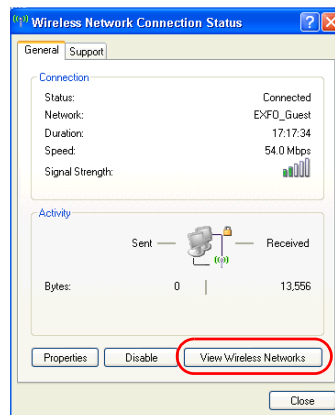 Wireless Network Connection Status
General Support
Connection
Status: Connected
Network: EXFO_Guest
Duration: 17:17:34
Speed: 54.0 Mbps
Signal Strength:
Activity
Sent Received
Bytes: 0 13,556
Properties Disable View Wireless Networks
Close